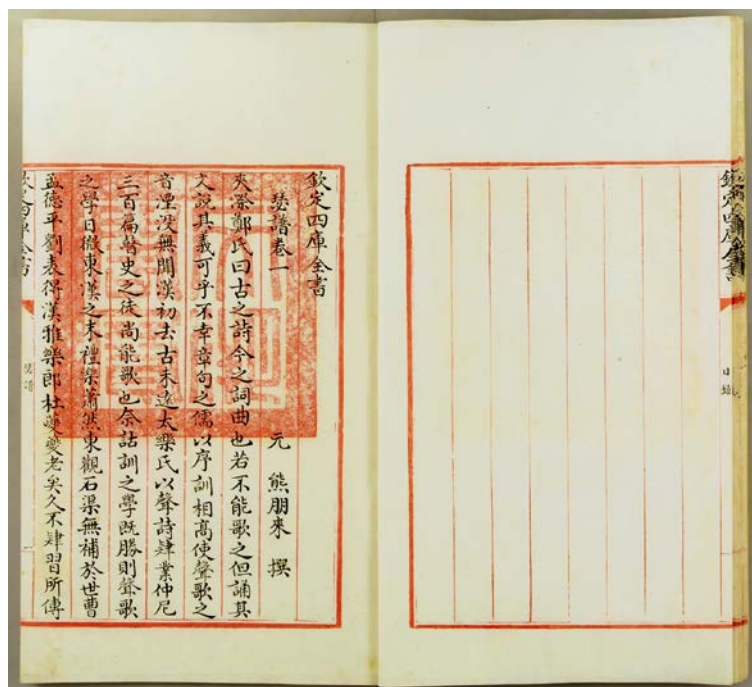 欽定四庫全書
目録
欽定四庫全書
瑟譜卷一
元 熊朋來 撰
夾漈鄭氏曰古之詩今之詞曲也若不能歌之但誦其
文說其義可乎不幸章句之儒以序訓相高使聲歌之
音湮没無聞漢初去古未遠太樂氏以聲詩肄業仲尼
三百篇瞽史之徒尚能歌也奈詁訓之學既勝則聲歌
之學日微東漢之末禮樂蕭然東觀石渠無補於世曹
孟德平劉表得漢雅樂郎杜夔夔老矣久不肄習所傳
欽定四庫全書
瑟譜